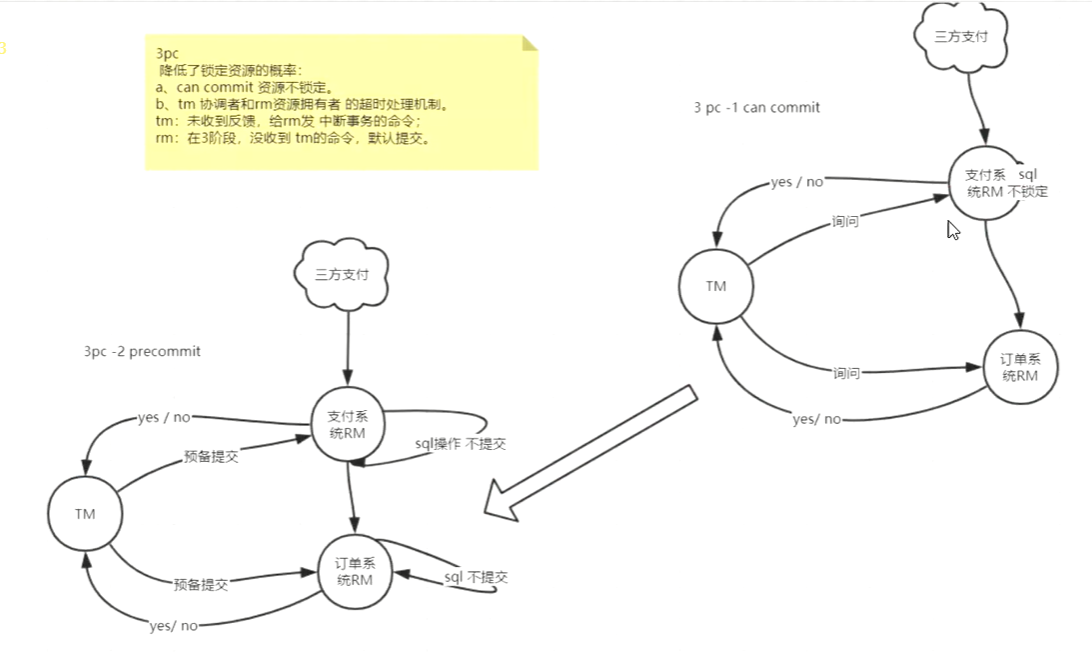 3
3pc
降低了锁定资源的概率：
a、can commit 资源不锁定。
b、tm 协调者和rm资源拥有者 的超时处理机制。
tm：未收到反馈，给rm发 中断事务的命令；
rm：在3阶段，没收到 tm的命令，默认提交。
三方支付
3 pc -1 can commit
支付系
统RM
sql
不锁定
yes / no
询问
TM
询问
订单系
统RM
yes/ no
三方支付
3pc -2 precommit
支付系
统RM
yes / no
sql操作 不提交
预备提交
TM
订单系
统RM
sql 不提交
预备提交
yes/ no